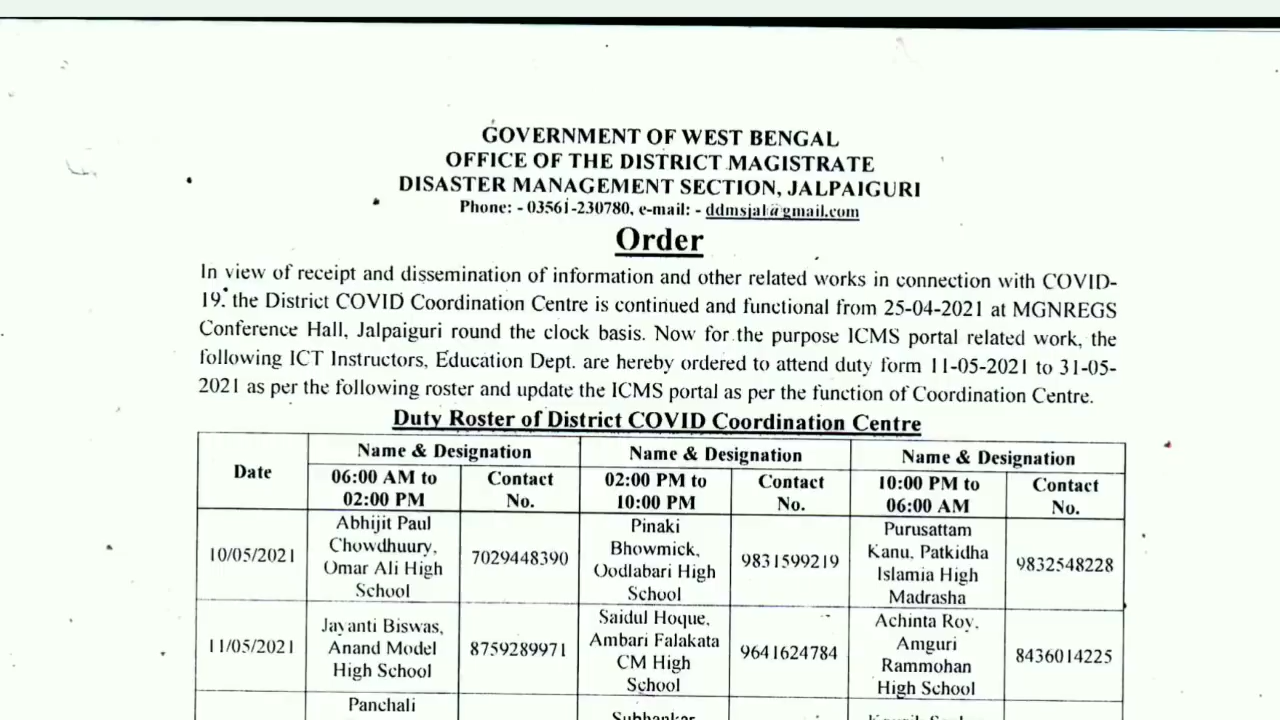 GOVERNMENT OF WEST BENGAL
OFFICE OF THE DISTRICT MAGISTRATE
DISASTER MANAGEMENT SECTION, JALPAIGURI
Phone: - 03561-230780, e-mail: - ddmsjal@gmail.com
Order
In view of receipt and dissemination of information and other related works in connection with COVID-
19. the District COVID Coordination Centre is continued and functional from 25-04-2021 at MGNREGS
Conference Hall, Jalpaiguri round the clock basis. Now for the purpose ICMS portal related work, the
following ICT Instructors, Education Dept. are hereby ordered to attend duty form 11-05-2021 to 31-05-
2021 as per the following roster and update the ICMS portal as per the function of Coordination Centre.
Duty Roster of District COVID Coordination Centre
Date
Name & Designation
Name & Designation
Name & Designation
06:00 AM to
02:00 PM
Contact
No.
02:00 PM to
10:00 PM
Contact
No.
10:00 PM to
06:00 AM
Contact
No.
10/05/2021
Abhijit Paul
Chowdhuury,
Omar Ali High
School
7029448390
Pinaki
Bhowmick,
Oodlabari High
School
9831599219
Purusattam
Kanu, Patkidha
Islamia High
Madrasha
9832548228
11/05/2021
Jayanti Biswas,
Anand Model
High School
8759289971
Saidul Hoque,
Ambari Falakata
CM High
School
9641624784
Achinta Roy,
Amguri
Rammohan
High School
8436014225
Panchali
Subhankar